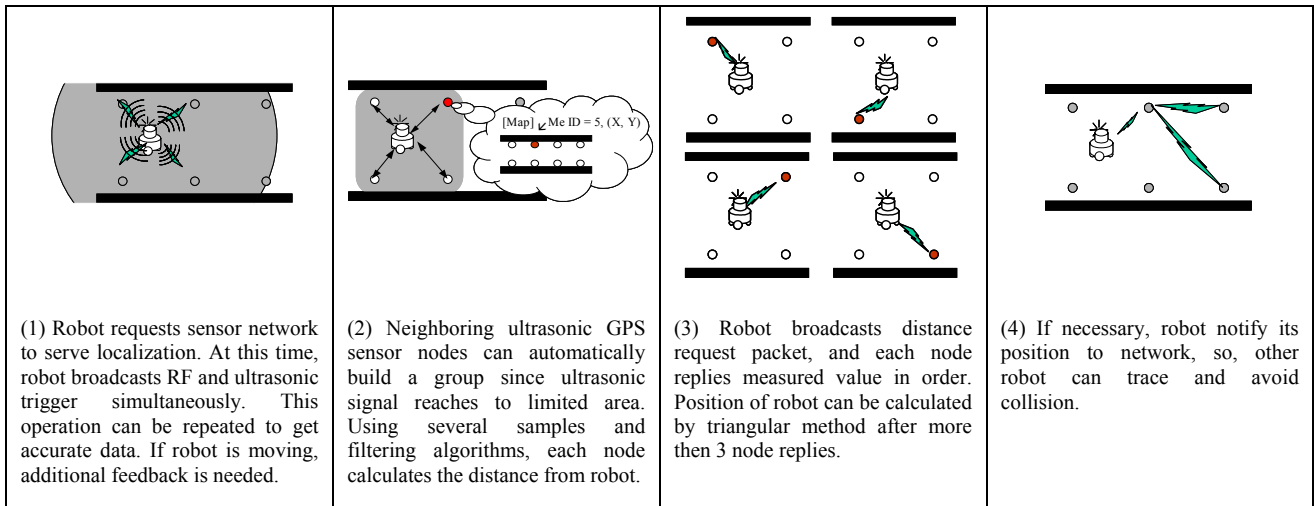 [Map] Me ID = 5, (X, Y)
(1) Robot requests sensor network
to serve localization. At this time,
robot broadcasts RF and ultrasonic
trigger simultaneously. This
operation can be repeated to get
accurate data. If robot is moving,
additional feedback is needed.
(2) Neighboring ultrasonic GPS
sensor nodes can automatically
build a group since ultrasonic
signal reaches to limited area.
Using several samples and
filtering algorithms, each node
calculates the distance from robot.
(3) Robot broadcasts distance
request packet, and each node
replies measured value in order.
Position of robot can be calculated
by triangular method after more
then 3 node replies.
(4) If necessary, robot notify its
position to network, so, other
robot can trace and avoid
collision.